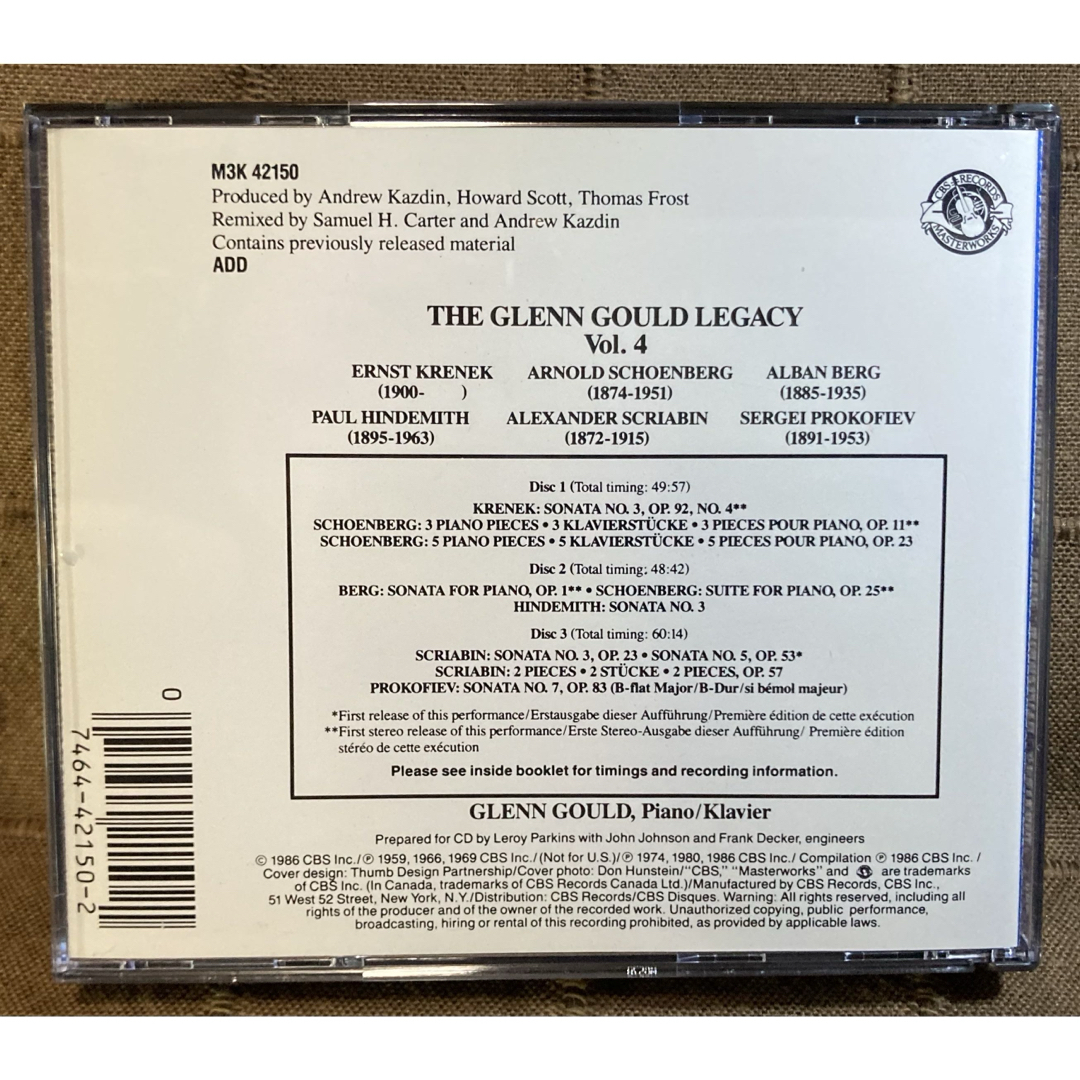 M3K 42150
Produced by Andrew Kazdin, Howard Scott, Thomas Frost
Remixed by Samuel H. Carter and Andrew Kazdin
Contains previously released material
ADD
CBS RECORDS
MASTERWORKS
THE GLENN GOULD LEGACY
Vol. 4
ERNST KRENEK ARNOLD SCHOENBERG ALBAN BERG
(1900- ) (1874-1951) (1885-1935)
PAUL HINDEMITH ALEXANDER SCRIABIN SERGEI PROKOFIEV
(1895-1963) (1872-1915) (1891-1953)
Disc 1 (Total timing: 49:57)
KRENEK: SONATA NO. 3, OP. 92, NO. 4**
SCHOENBERG: 3 PIANO PIECES • 3 KLAVIERSTÜCKE • 3 PIECES POUR PIANO, OP. 11**
SCHOENBERG: 5 PIANO PIECES • 5 KLAVIERSTÜCKE • 5 PIECES POUR PIANO, OP. 23
Disc 2 (Total timing: 48:42)
BERG: SONATA FOR PIANO, OP. 1** • SCHOENBERG: SUITE FOR PIANO, OP. 25**
HINDEMITH: SONATA NO. 3
Disc 3 (Total timing: 60:14)
SCRIABIN: SONATA NO. 3, OP. 23 • SONATA NO. 5, OP. 53*
SCRIABIN: 2 PIECES • 2 STÜCKE • 2 PIECES, OP. 57
PROKOFIEV: SONATA NO. 7, OP. 83 (B-flat Major/B-Dur/si bémol majeur)
*First release of this performance/Erstausgabe dieser Aufführung/Première édition de cette exécution
**First stereo release of this performance/Erste Stereo-Ausgabe dieser Aufführung/ Première édition
stéréo de cette exécution
Please see inside booklet for timings and recording information.
GLENN GOULD, Piano/Klavier
Prepared for CD by Leroy Parkins with John Johnson and Frank Decker, engineers
© 1986 CBS Inc./℗ 1959, 1966, 1969 CBS Inc./(Not for U.S.)/℗ 1974, 1980, 1986 CBS Inc./ Compilation ℗ 1986 CBS Inc. /
Cover design: Thumb Design Partnership/Cover photo: Don Hunstein/"CBS," "Masterworks" and are trademarks
of CBS Inc. (In Canada, trademarks of CBS Records Canada Ltd.)/Manufactured by CBS Records, CBS Inc.,
51 West 52 Street, New York, N.Y./Distribution: CBS Records/CBS Disques. Warning: All rights reserved, including all
rights of the producer and of the owner of the recorded work. Unauthorized copying, public performance,
broadcasting, hiring or rental of this recording prohibited, as provided by applicable laws.
0
7464-42150-2